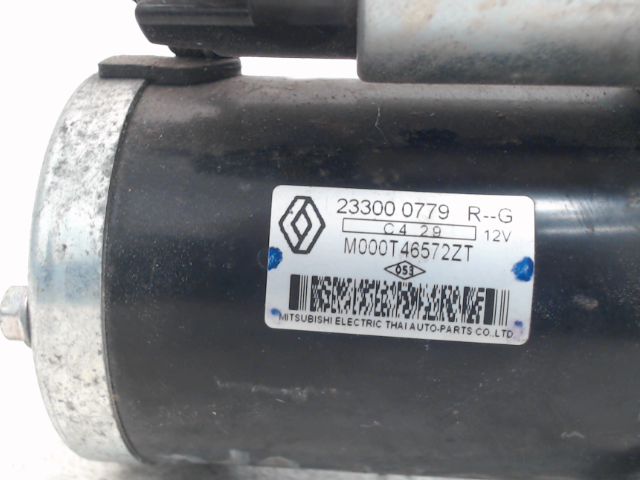 23300 0779 R--G
C4 29 12V
M000T46572ZT
053
MITSUBISHI ELECTRIC THAI AUTO-PARTS CO.,LTD.